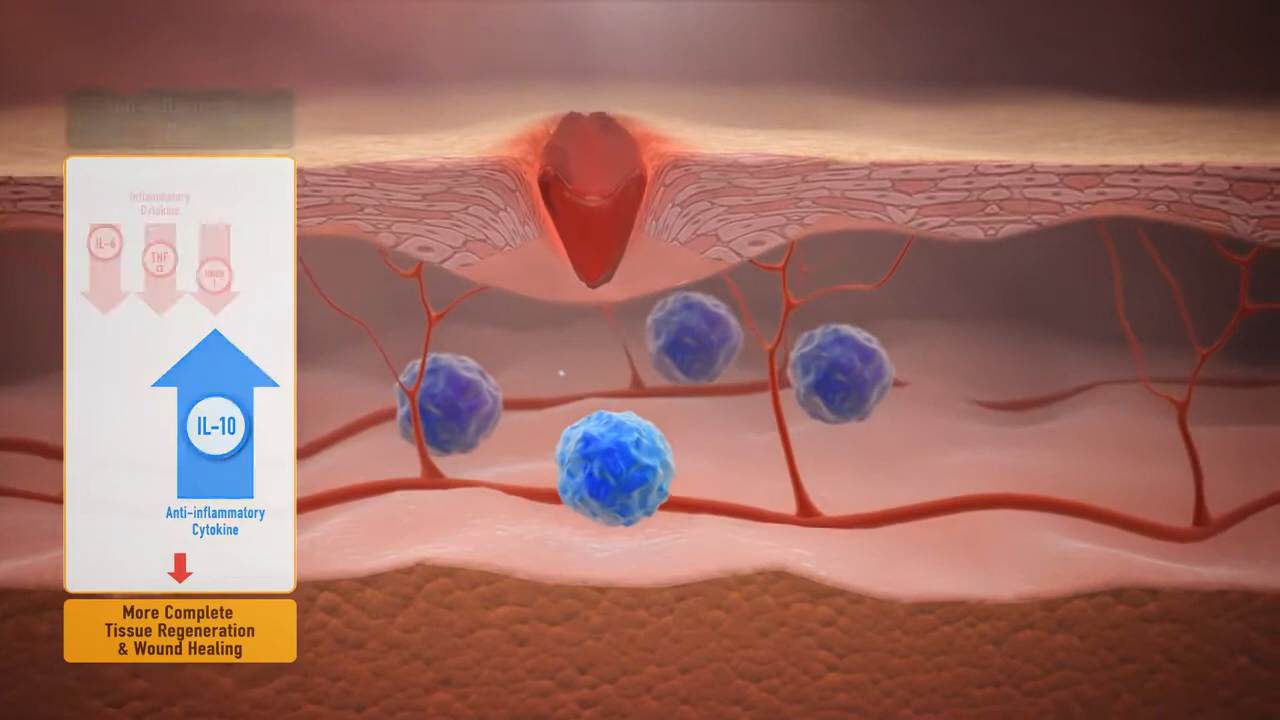 Inflammatory
Cytokine
IL-6
TNF
α
IL-10
Anti-inflammatory
Cytokine
More Complete
Tissue Regeneration
& Wound Healing